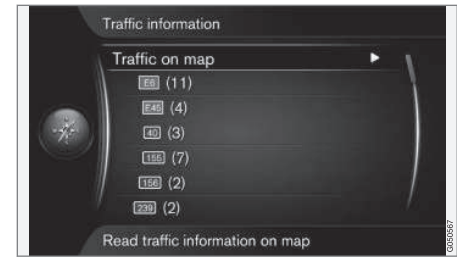 Traffic information
Traffic on map
E6 (11)
E45 (4)
40 (3)
155 (7)
156 (2)
239 (2)
Read traffic information on map
G050567